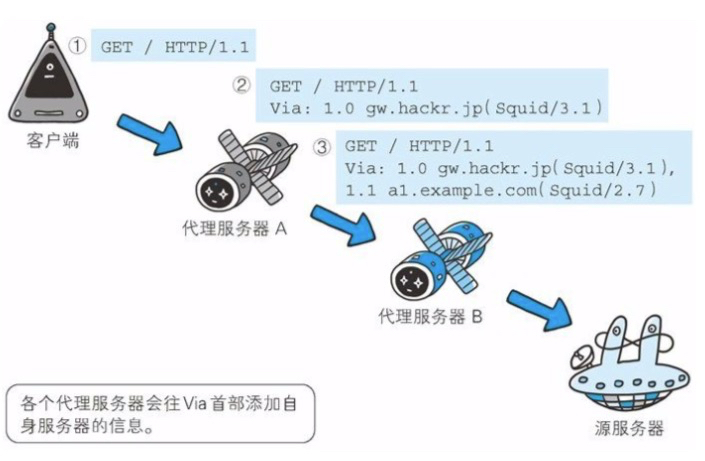 ① GET / HTTP/1.1
② GET / HTTP/1.1
Via: 1.0 gw.hackr.jp(Squid/3.1)
客户端
③ GET / HTTP/1.1
Via: 1.0 gw.hackr.jp(Squid/3.1),
1.1 a1.example.com(Squid/2.7)
代理服务器 A
代理服务器 B
各个代理服务器会往Via首部添加自
身服务器的信息。
源服务器